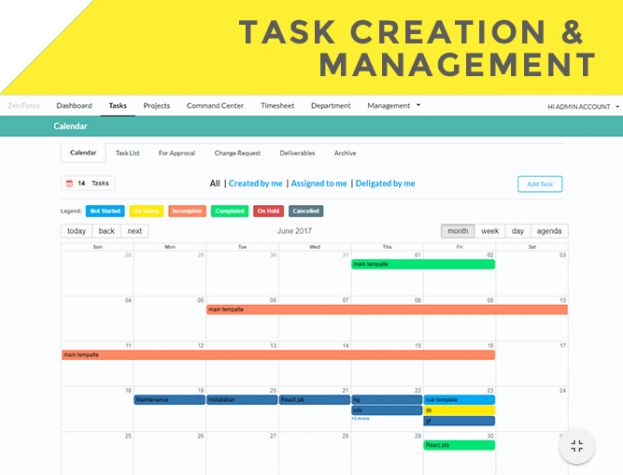 TASK CREATION &
MANAGEMENT
Zen Force Dashboard Tasks Projects Command Center Timesheet Department Management HI ADMIN ACCOUNT
Calendar
Calendar Task List For Approval Change Request Deliverables Archive
14 Tasks All | Created by me | Assigned to me | Deligated by me Add Task
Legend: Not Started On Going Incomplete Completed On Hold Cancelled
today back next June 2017 month week day agenda
Sun Mon Tue Wed Thu Fri Sat
28 29 30 31 01 02 03
main tempalte
04 05 06 07 08 09 10
main tempalte
11 12 13 14 15 16 17
main tempalte
18 19 20 21 22 23 24
Maintenance Installation React job hg sub template
ds
+3 more gf
25 26 27 28 29 30 01
React job